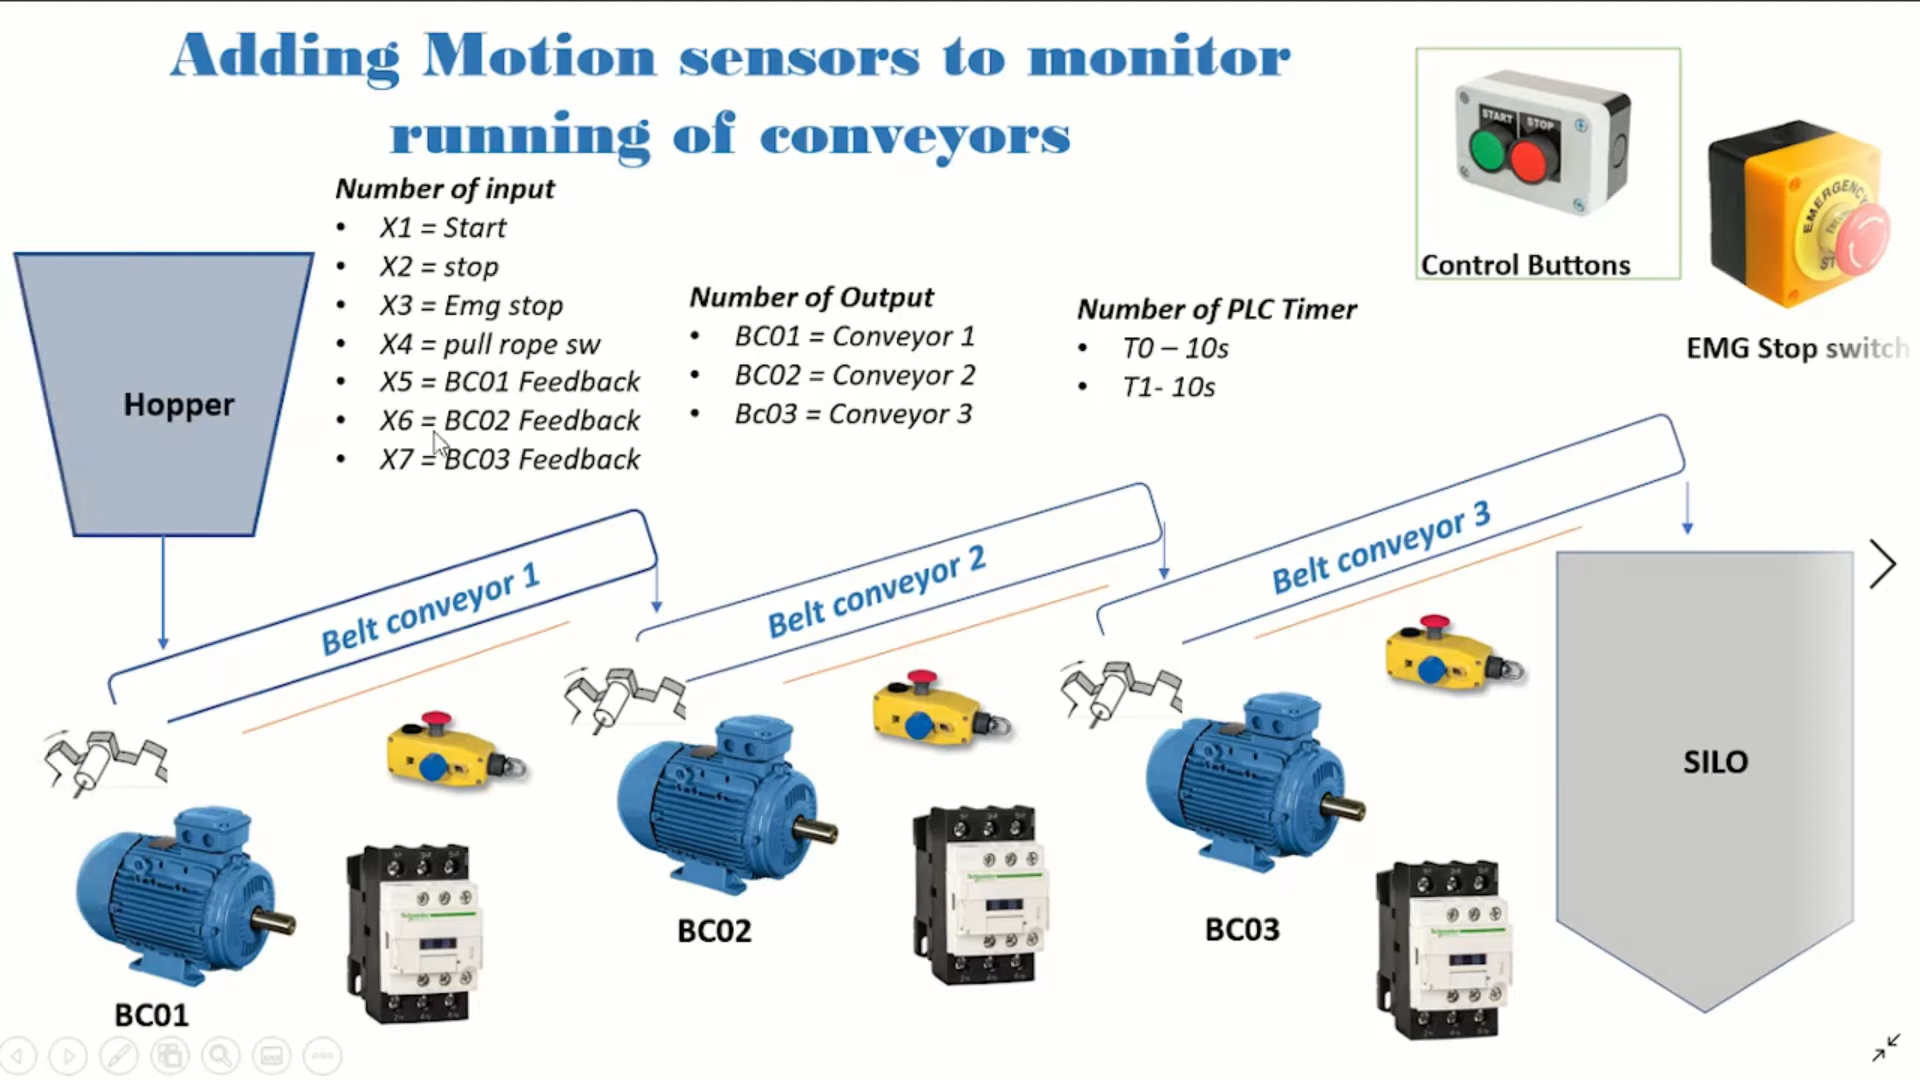 Adding Motion sensors to monitor
running of conveyors
Number of input
• X1 = Start
• X2 = stop
• X3 = Emg stop
• X4 = pull rope sw
• X5 = BC01 Feedback
• X6 = BC02 Feedback
• X7 = BC03 Feedback
Number of Output
• BC01 = Conveyor 1
• BC02 = Conveyor 2
• Bc03 = Conveyor 3
Number of PLC Timer
• T0 – 10s
• T1- 10s
START STOP
Control Buttons
EMERGENCY
EMG Stop switch
Hopper
Belt conveyor 1
Belt conveyor 2
Belt conveyor 3
SILO
BC01
BC02
BC03